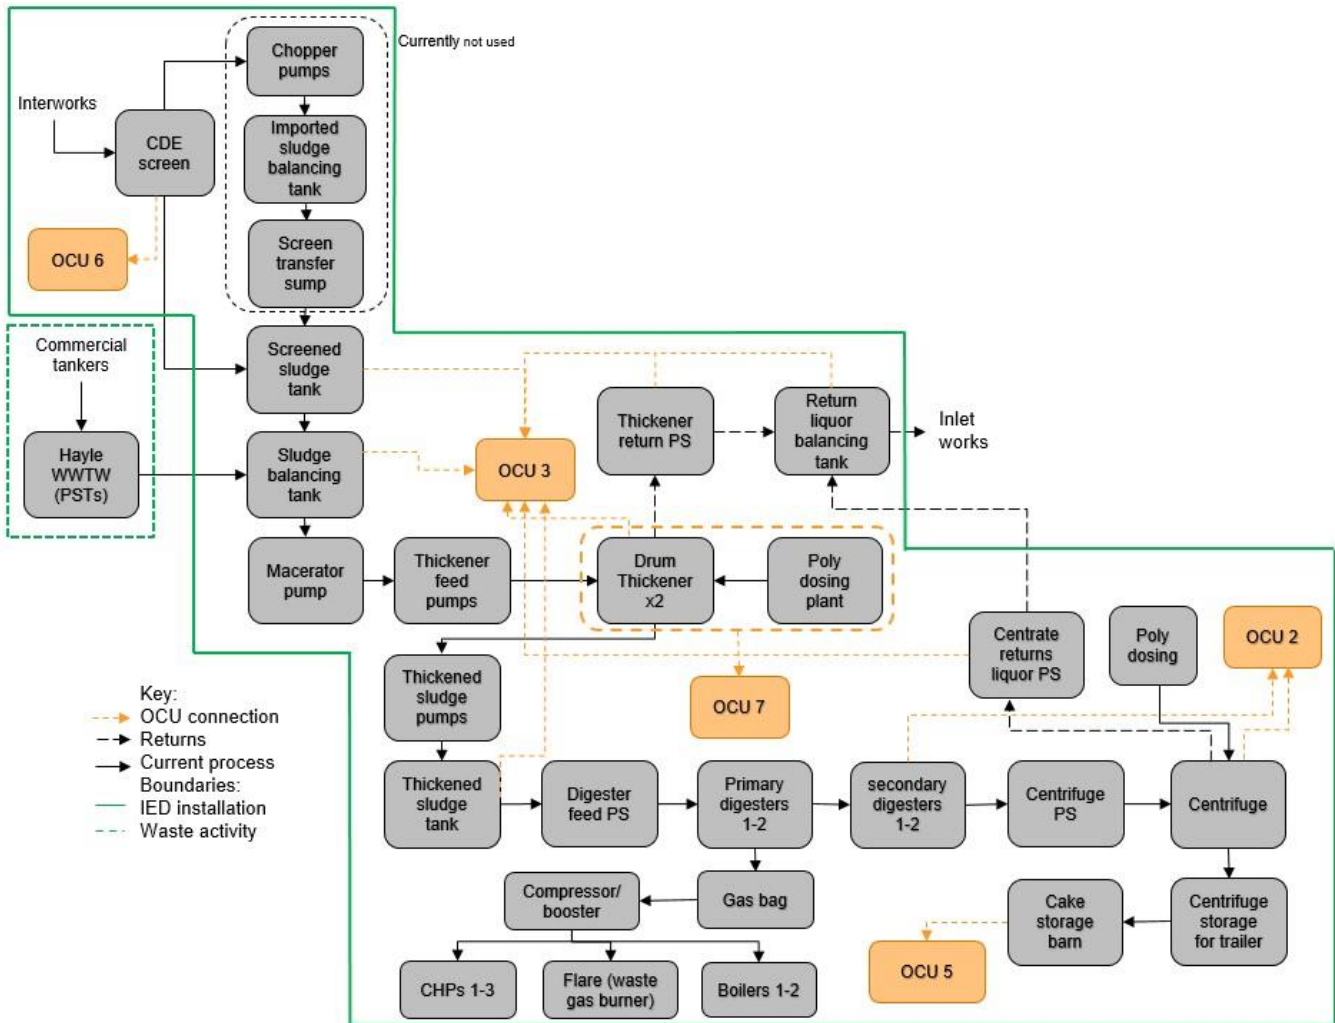 Chopper
pumps
Currently not used
Interworks
CDE
screen
Imported
sludge
balancing
tank
OCU 6
Screen
transfer
sump
Commercial
tankers
Screened
sludge
tank
Thickener
return PS
Return
liquor
balancing
tank
Inlet
works
Hayle
WWTW
(PSTs)
Sludge
balancing
tank
OCU 3
Macerator
pump
Thickener
feed
pumps
Drum
Thickener
x2
Poly
dosing
plant
Centrate
returns
liquor PS
Poly
dosing
OCU 2
Thickened
sludge
pumps
OCU 7
Key:
OCU connection
Returns
Current process
Boundaries:
IED installation
Waste activity
Thickened
sludge
tank
Digester
feed PS
Primary
digesters
1-2
secondary
digesters
1-2
Centrifuge
PS
Centrifuge
Compressor/
booster
Gas bag
Cake
storage
barn
Centrifuge
storage
for trailer
OCU 5
CHPs 1-3
Flare (waste
gas burner)
Boilers 1-2